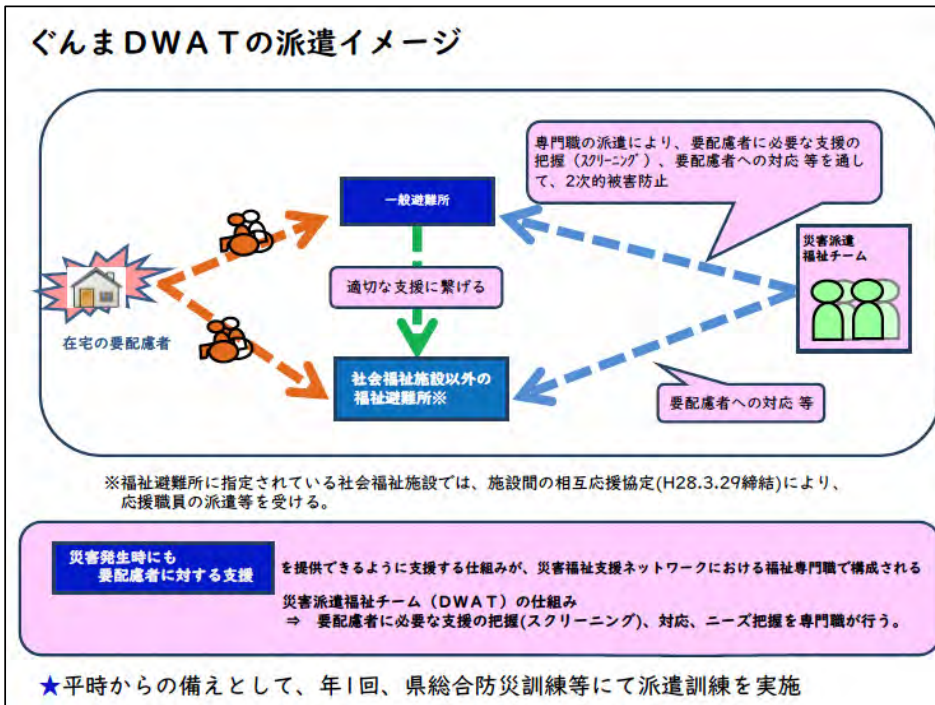 ぐんまDWATの派遣イメージ
専門職の派遣により、要配慮者に必要な支援の
把握(スクリーニング)、要配慮者への対応 等を通し
て、2次的被害防止
一般避難所
災害派遣
福祉チーム
適切な支援に繋げる
在宅の要配慮者
社会福祉施設以外の
福祉避難所※
要配慮者への対応 等
※福祉避難所に指定されている社会福祉施設では、施設間の相互応援協定(H28.3.29締結)により、
応援職員の派遣等を受ける。
災害発生時にも
要配慮者に対する支援
を提供できるように支援する仕組みが、災害福祉支援ネットワークにおける福祉専門職で構成される
災害派遣福祉チーム(DWAT)の仕組み
⇒ 要配慮者に必要な支援の把握(スクリーニング)、対応、ニーズ把握を専門職が行う。
★平時からの備えとして、年1回、県総合防災訓練等にて派遣訓練を実施